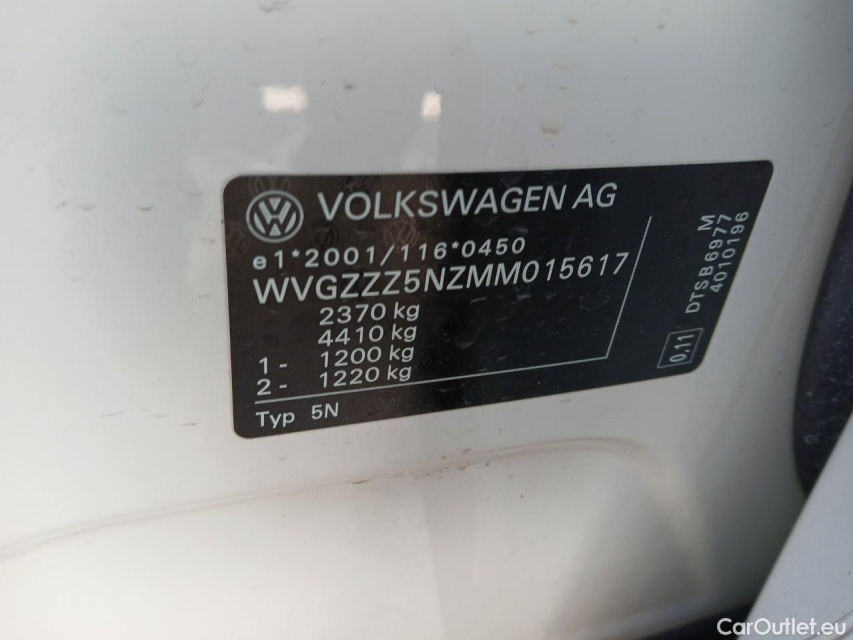 VOLKSWAGEN AG
e1*2001/116*0450
WVGZZZ5NZMM015617
2370 kg
4410 kg
1 - 1200 kg
2 - 1220 kg
Typ 5N
0,11
DTSB6977 M
4010196
CarOutlet.eu